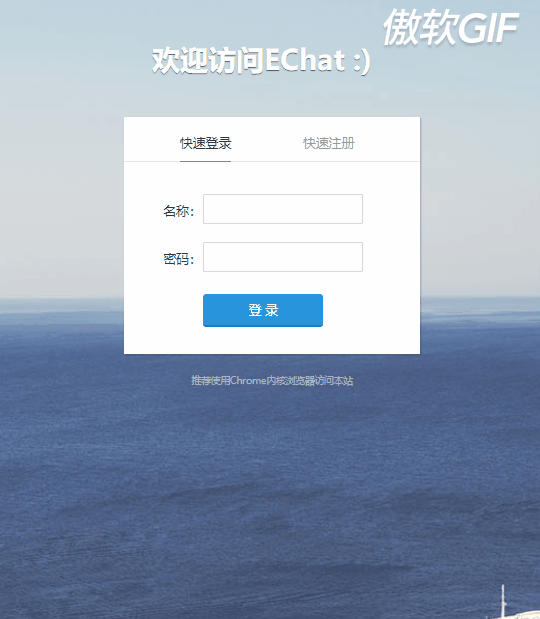 傲软GIF
欢迎访问EChat :)
快速登录 快速注册
名称：
密码：
登 录
推荐使用Chrome内核浏览器访问本站